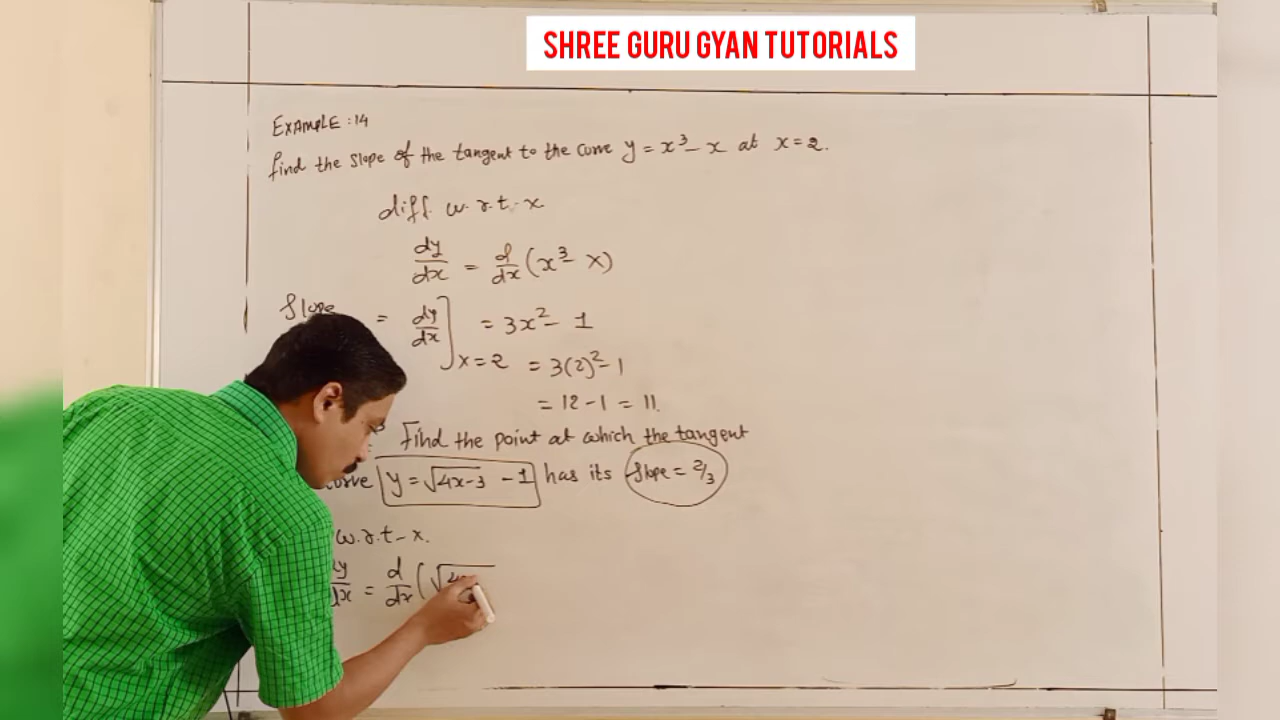 SHREE GURU GYAN TUTORIALS
EXAMPLE : 14
find the slope of the tangent to the curve y = x³ - x at x = 2.
diff. w.r.t - x
dy/dx = d/dx (x³ - x)
Slope = dy/dx ]x=2 = 3x² - 1
= 3(2)² - 1
= 12 - 1 = 11.
Find the point at which the tangent
y = √4x-3 - 1 has its slope = 2/3
w.r.t - x.
= d/dx (√4x